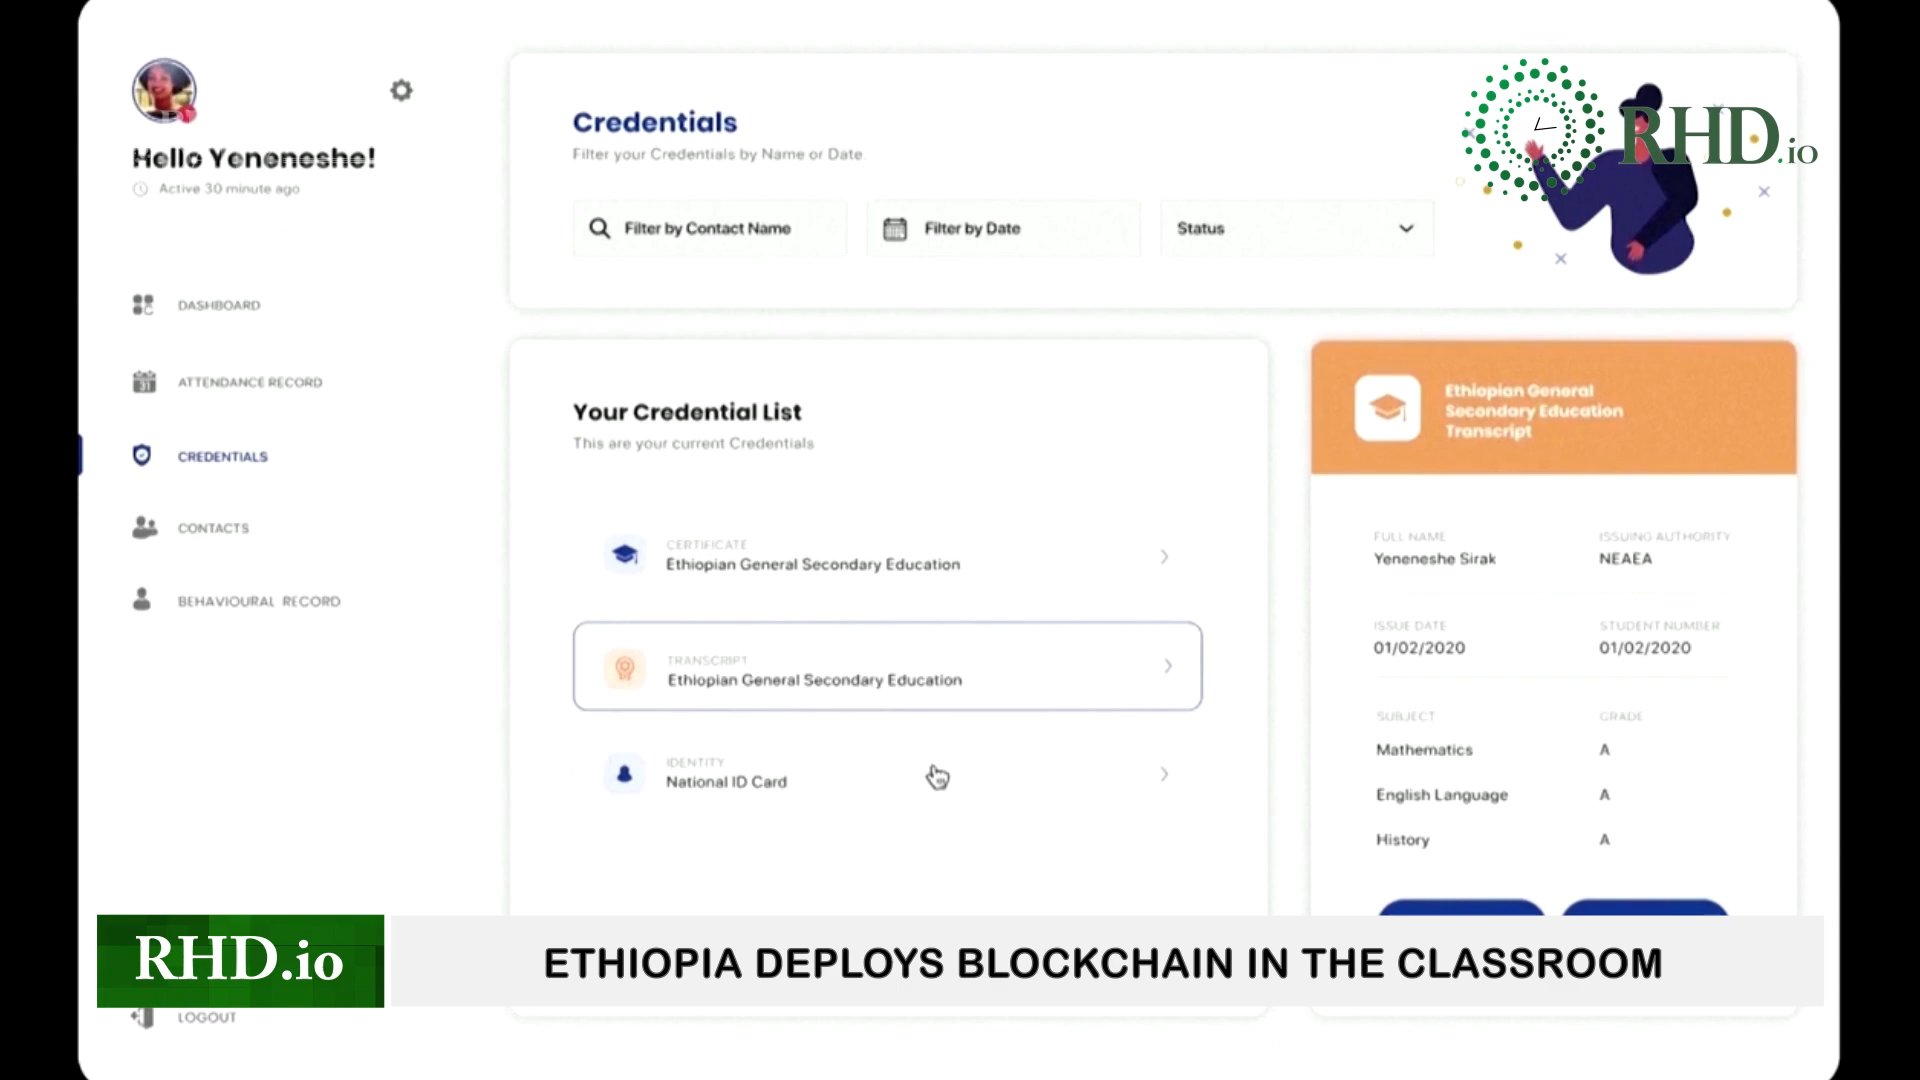 Hello Yeneneshe!
Active 30 minute ago
DASHBOARD
31
ATTENDANCE RECORD
CREDENTIALS
CONTACTS
BEHAVIOURAL RECORD
LOGOUT
Credentials
Filter your Credentials by Name or Date.
Filter by Contact Name
Filter by Date
Status
RHD.io
Your Credential List
This are your current Credentials
CERTIFICATE
Ethiopian General Secondary Education
TRANSCRIPT
Ethiopian General Secondary Education
IDENTITY
National ID Card
Ethiopian General
Secondary Education
Transcript
FULL NAME
Yeneneshe Sirak
ISSUING AUTHORITY
NEAEA
ISSUE DATE
01/02/2020
STUDENT NUMBER
01/02/2020
SUBJECT GRADE
Mathematics A
English Language A
History A
RHD.io
ETHIOPIA DEPLOYS BLOCKCHAIN IN THE CLASSROOM